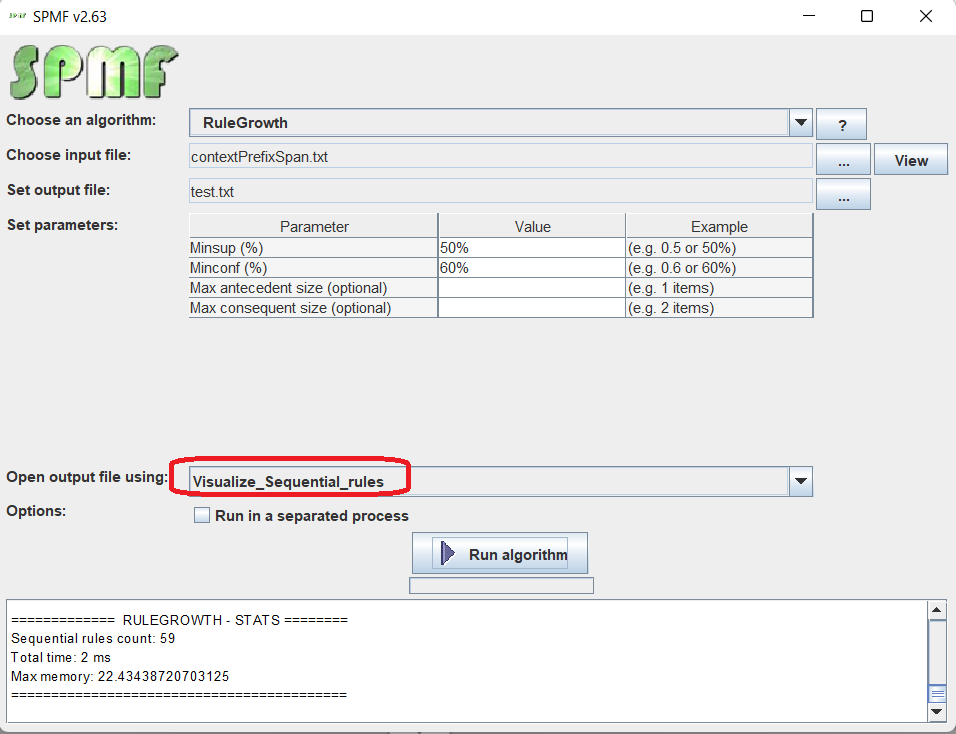 SPMF SPMF v2.63
SPMF
Choose an algorithm: RuleGrowth ?
Choose input file: contextPrefixSpan.txt ... View
Set output file: test.txt ...
Set parameters: Parameter Value Example
Minsup (%) 50% (e.g. 0.5 or 50%)
Minconf (%) 60% (e.g. 0.6 or 60%)
Max antecedent size (optional) (e.g. 1 items)
Max consequent size (optional) (e.g. 2 items)
Open output file using: Visualize_Sequential_rules
Options: Run in a separated process
Run algorithm
============= RULEGROWTH - STATS ========
Sequential rules count: 59
Total time: 2 ms
Max memory: 22.43438720703125
==========================================